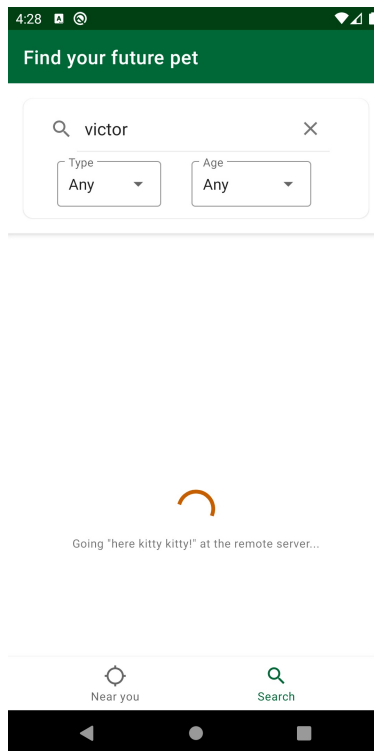 4:28
Find your future pet
victor
Type
Any
Age
Any
Going "here kitty kitty!" at the remote server...
Near you
Search